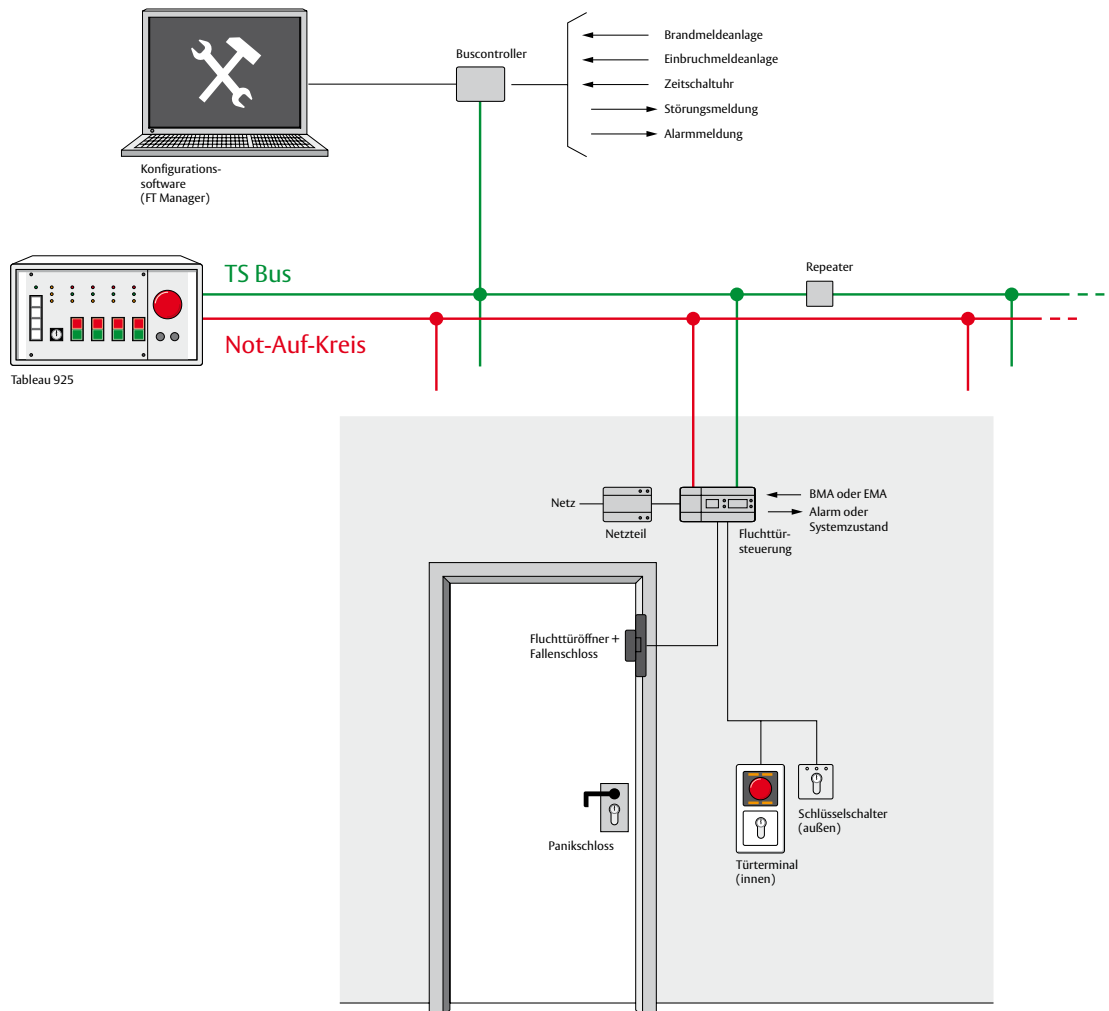 Buscontroller
Brandmeldeanlage
Einbruchmeldeanlage
Zeitschaltuhr
Störungsmeldung
Alarmmeldung
Konfigurations-
software
(FT Manager)
TS Bus
Repeater
Not-Auf-Kreis
Tableau 925
Netz
Netzteil
BMA oder EMA
Alarm oder
Systemzustand
Fluchttür-
steuerung
Fluchttüröffner +
Fallenschloss
Panikschloss
Schlüsselschalter
(außen)
Türterminal
(innen)